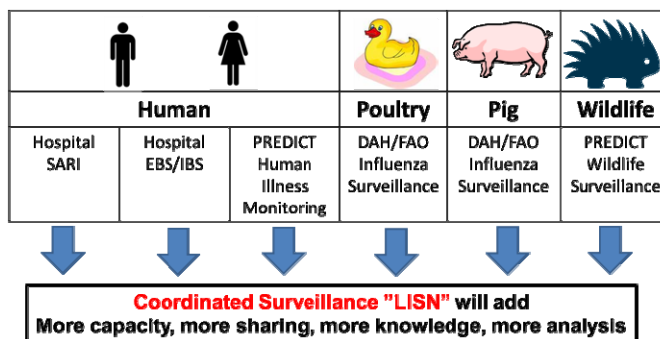 Human
Poultry
Pig
Wildlife
Hospital
SARI
Hospital
EBS/IBS
PREDICT
Human
Illness
Monitoring
DAH/FAO
Influenza
Surveillance
DAH/FAO
Influenza
Surveillance
PREDICT
Wildlife
Surveillance
Coordinated Surveillance "LISN" will add
More capacity, more sharing, more knowledge, more analysis